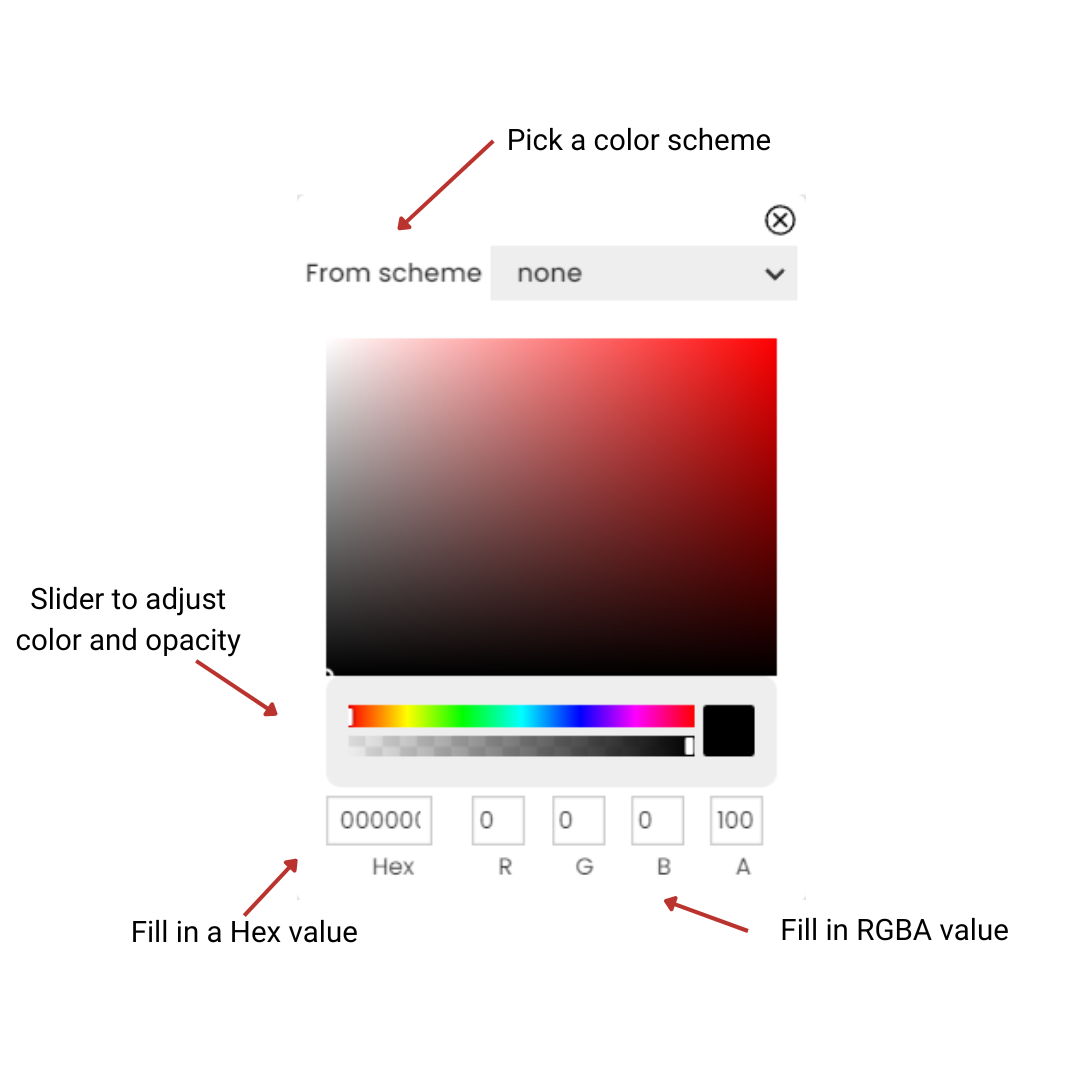 Pick a color scheme
From scheme none
Slider to adjust
color and opacity
000000 0 0 0 100
Hex R G B A
Fill in a Hex value
Fill in RGBA value